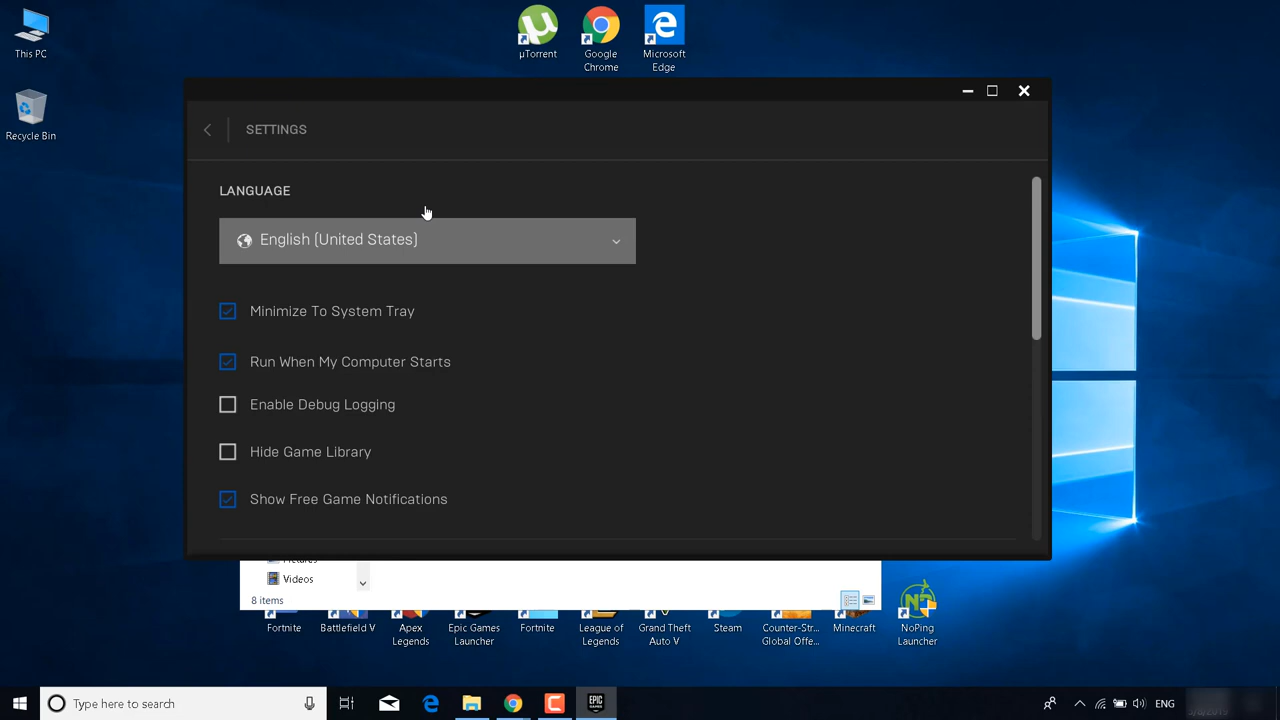 This PC
µTorrent
Google
Chrome
Microsoft
Edge
Recycle Bin
SETTINGS
LANGUAGE
English (United States)
Minimize To System Tray
Run When My Computer Starts
Enable Debug Logging
Hide Game Library
Show Free Game Notifications
Pictures
Videos
8 items
Fortnite
Battlefield V
Apex
Legends
Epic Games
Launcher
Fortnite
League of
Legends
Grand Theft
Auto V
Steam
Counter-Str...
Global Offe...
Minecraft
NoPing
Launcher
Type here to search
EPIC
GAMES
ENG